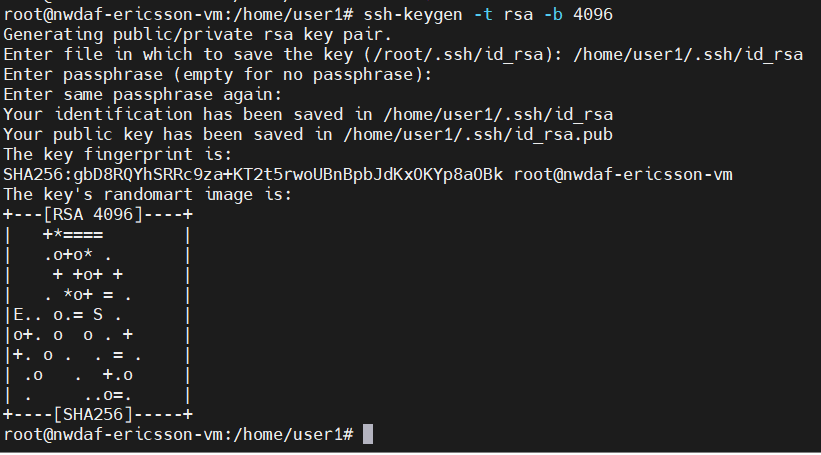 root@nwdaf-ericsson-vm:/home/user1# ssh-keygen -t rsa -b 4096
Generating public/private rsa key pair.
Enter file in which to save the key (/root/.ssh/id_rsa): /home/user1/.ssh/id_rsa
Enter passphrase (empty for no passphrase):
Enter same passphrase again:
Your identification has been saved in /home/user1/.ssh/id_rsa
Your public key has been saved in /home/user1/.ssh/id_rsa.pub
The key fingerprint is:
SHA256:gbD8RQYhSRRc9za+KT2t5rwoUBnBpbJdKxOKYp8aOBk root@nwdaf-ericsson-vm
The key's randomart image is:
+---[RSA 4096]----+
|   +*====        |
|   .o+o* .       |
|    + +o+ +      |
|   . *o+ = .     |
|E.. o.= S .      |
|o+. o  o . +     |
|+. o .  . = .    |
| .o   .  +.o     |
| .     ..o=.     |
+----[SHA256]-----+
root@nwdaf-ericsson-vm:/home/user1#